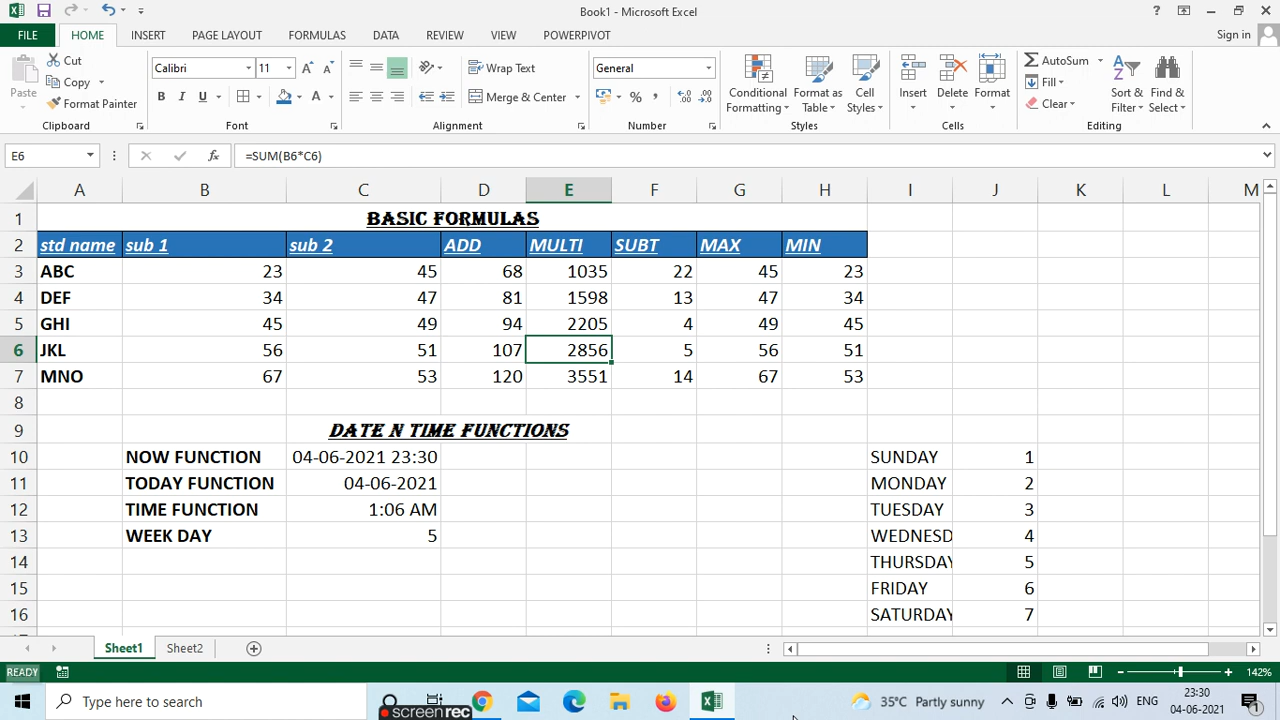 Book1 - Microsoft Excel
FILE HOME INSERT PAGE LAYOUT FORMULAS DATA REVIEW VIEW POWERPIVOT Sign in
Paste
Cut
Copy
Format Painter
Clipboard
Calibri 11
B I U A
Font
Wrap Text
Merge & Center
Alignment
General
%
Number
Conditional Formatting
Format as Table
Cell Styles
Styles
Insert Delete Format
Cells
AutoSum
Fill
Clear
Sort & Filter
Find & Select
Editing
E6 fx =SUM(B6*C6)
A B C D E F G H I J K L M
1 BASIC FORMULAS
2 std name sub 1 sub 2 ADD MULTI SUBT MAX MIN
3 ABC 23 45 68 1035 22 45 23
4 DEF 34 47 81 1598 13 47 34
5 GHI 45 49 94 2205 4 49 45
6 JKL 56 51 107 2856 5 56 51
7 MNO 67 53 120 3551 14 67 53
8
9 DATE N TIME FUNCTIONS
10 NOW FUNCTION 04-06-2021 23:30 SUNDAY 1
11 TODAY FUNCTION 04-06-2021 MONDAY 2
12 TIME FUNCTION 1:06 AM TUESDAY 3
13 WEEK DAY 5 WEDNESD 4
14 THURSDAY 5
15 FRIDAY 6
16 SATURDAY 7
Sheet1 Sheet2
READY 142%
Type here to search
screenrec
35°C Partly sunny
ENG
23:30
04-06-2021
1